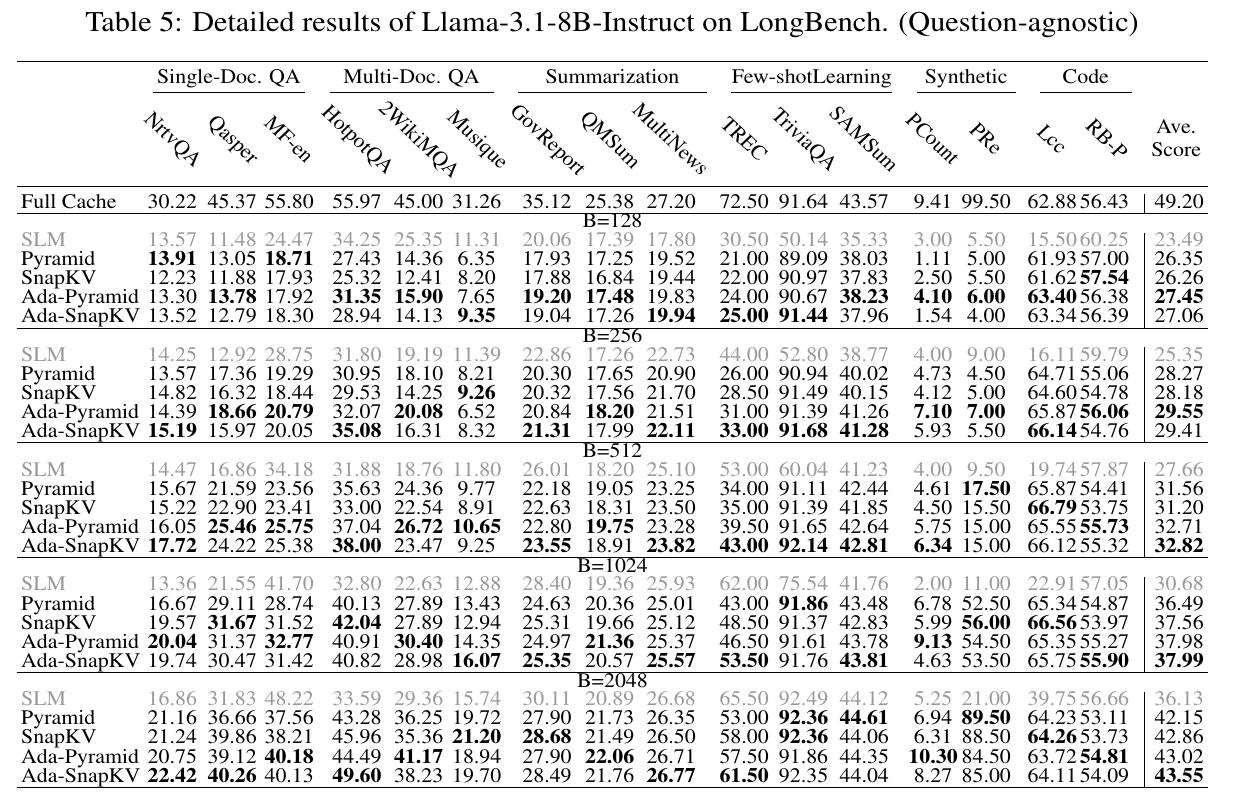 Table 5: Detailed results of Llama-3.1-8B-Instruct on LongBench. (Question-agnostic)
Single-Doc. QA Multi-Doc. QA Summarization Few-shotLearning Synthetic Code
NrtvQA Qasper MF-en HotpotQA 2WikiMQA Musique GovReport QMSum MultiNews TREC TriviaQA SAMSum PCount PRe Lcc RB-P Ave. Score
Full Cache 30.22 45.37 55.80 55.97 45.00 31.26 35.12 25.38 27.20 72.50 91.64 43.57 9.41 99.50 62.88 56.43 49.20
B=128
SLM 13.57 11.48 24.47 34.25 25.35 11.31 20.06 17.39 17.80 30.50 50.14 35.33 3.00 5.50 15.50 60.25 23.49
Pyramid 13.91 13.05 18.71 27.43 14.36 6.35 17.93 17.25 19.52 21.00 89.09 38.03 1.11 5.00 61.93 57.00 26.35
SnapKV 12.23 11.88 17.93 25.32 12.41 8.20 17.88 16.84 19.44 22.00 90.97 37.83 2.50 5.50 61.62 57.54 26.26
Ada-Pyramid 13.30 13.78 17.92 31.35 15.90 7.65 19.20 17.48 19.83 24.00 90.67 38.23 4.10 6.00 63.40 56.38 27.45
Ada-SnapKV 13.52 12.79 18.30 28.94 14.13 9.35 19.04 17.26 19.94 25.00 91.44 37.96 1.54 4.00 63.34 56.39 27.06
B=256
SLM 14.25 12.92 28.75 31.80 19.19 11.39 22.86 17.26 22.73 44.00 52.80 38.77 4.00 9.00 16.11 59.79 25.35
Pyramid 13.57 17.36 19.29 30.95 18.10 8.21 20.30 17.65 20.90 26.00 90.94 40.02 4.73 4.50 64.71 55.06 28.27
SnapKV 14.82 16.32 18.44 29.53 14.25 9.26 20.32 17.56 21.70 28.50 91.49 40.15 4.12 5.00 64.60 54.78 28.18
Ada-Pyramid 14.39 18.66 20.79 32.07 20.08 6.52 20.84 18.20 21.51 31.00 91.39 41.26 7.10 7.00 65.87 56.06 29.55
Ada-SnapKV 15.19 15.97 20.05 35.08 16.31 8.32 21.31 17.99 22.11 33.00 91.68 41.28 5.93 5.50 66.14 54.76 29.41
B=512
SLM 14.47 16.86 34.18 31.88 18.76 11.80 26.01 18.20 25.10 53.00 60.04 41.23 4.00 9.50 19.74 57.87 27.66
Pyramid 15.67 21.59 23.56 35.63 24.36 9.77 22.18 19.05 23.25 34.00 91.11 42.44 4.61 17.50 65.87 54.41 31.56
SnapKV 15.22 22.90 23.41 33.00 22.54 8.91 22.63 18.31 23.50 35.00 91.39 41.85 4.50 15.50 66.79 53.75 31.20
Ada-Pyramid 16.05 25.46 25.75 37.04 26.72 10.65 22.80 19.75 23.28 39.50 91.65 42.64 5.75 15.00 65.55 55.73 32.71
Ada-SnapKV 17.72 24.22 25.38 38.00 23.47 9.25 23.55 18.91 23.82 43.00 92.14 42.81 6.34 15.00 66.12 55.32 32.82
B=1024
SLM 13.36 21.55 41.70 32.80 22.63 12.88 28.40 19.36 25.93 62.00 75.54 41.76 2.00 11.00 22.91 57.05 30.68
Pyramid 16.67 29.11 28.74 40.13 27.89 13.43 24.63 20.36 25.01 43.00 91.86 43.48 6.78 52.50 65.34 54.87 36.49
SnapKV 19.57 31.67 31.52 42.04 27.89 12.94 25.31 19.66 25.12 48.50 91.37 42.83 5.99 56.00 66.56 53.97 37.56
Ada-Pyramid 20.04 31.37 32.77 40.91 30.40 14.35 24.97 21.36 25.37 46.50 91.61 43.78 9.13 54.50 65.35 55.27 37.98
Ada-SnapKV 19.74 30.47 31.42 40.82 28.98 16.07 25.35 20.57 25.57 53.50 91.76 43.81 4.63 53.50 65.75 55.90 37.99
B=2048
SLM 16.86 31.83 48.22 33.59 29.36 15.74 30.11 20.89 26.68 65.50 92.49 44.12 5.25 21.00 39.75 56.66 36.13
Pyramid 21.16 36.66 37.56 43.28 36.25 19.72 27.90 21.73 26.35 53.00 92.36 44.61 6.94 89.50 64.23 53.11 42.15
SnapKV 21.24 39.86 38.21 45.96 35.36 21.20 28.68 21.49 26.50 58.00 92.36 44.06 6.31 88.50 64.26 53.73 42.86
Ada-Pyramid 20.75 39.12 40.18 44.49 41.17 18.94 27.90 22.06 26.71 57.50 91.86 44.35 10.30 84.50 63.72 54.81 43.02
Ada-SnapKV 22.42 40.26 40.13 49.60 38.23 19.70 28.49 21.76 26.77 61.50 92.35 44.04 8.27 85.00 64.11 54.09 43.55